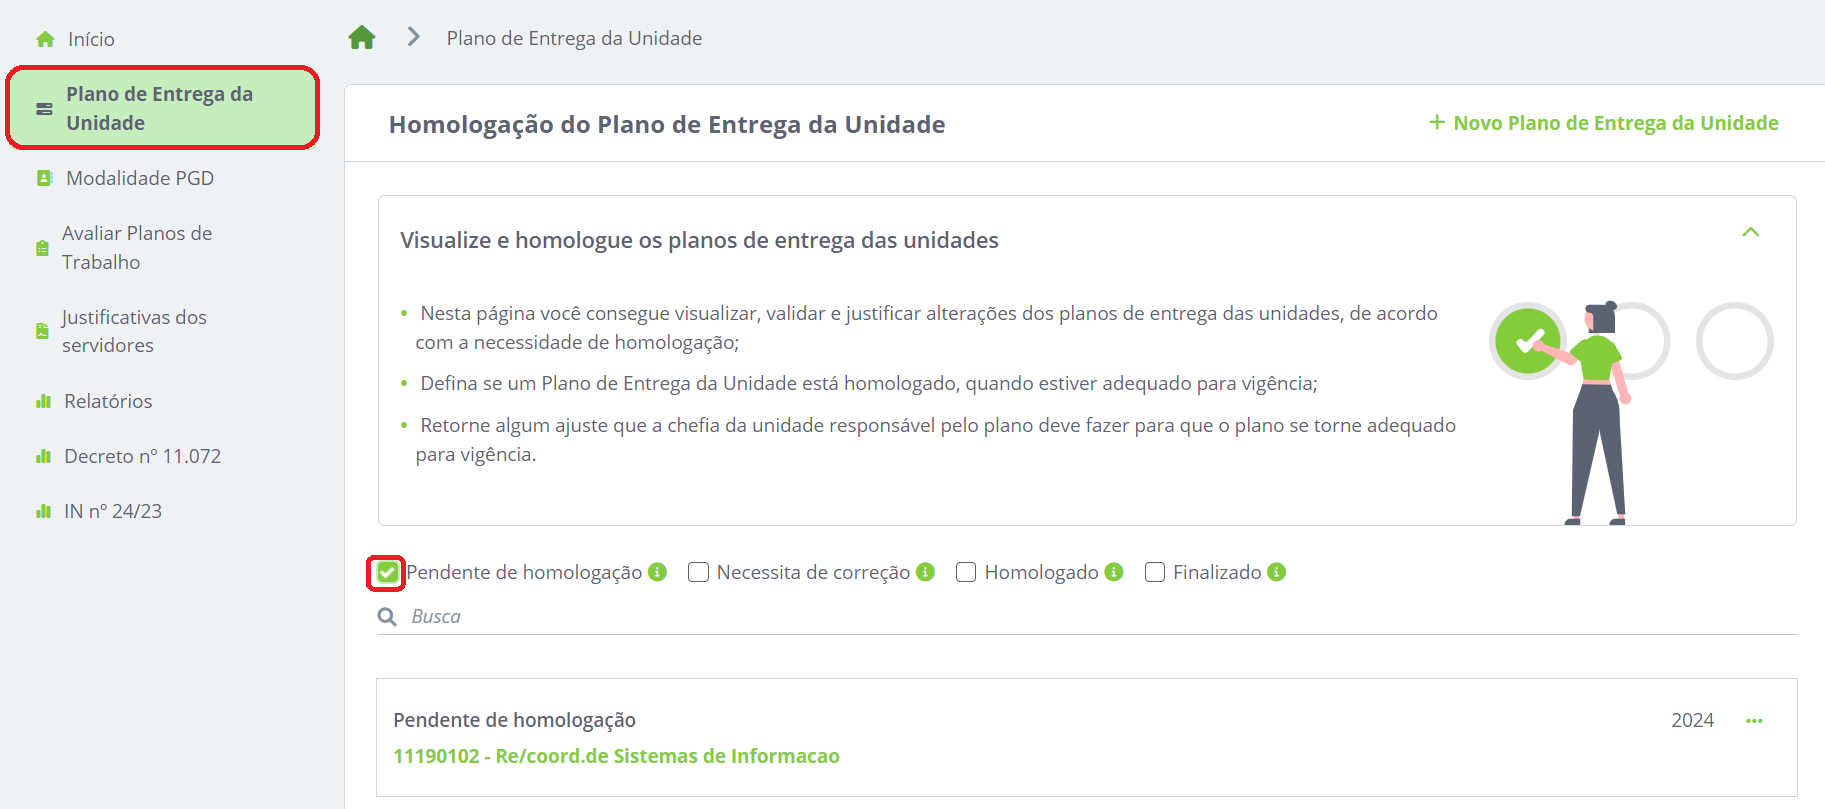 Início
Plano de Entrega da
Unidade
Modalidade PGD
Avaliar Planos de
Trabalho
Justificativas dos
servidores
Relatórios
Decreto nº 11.072
IN nº 24/23
Plano de Entrega da Unidade
Homologação do Plano de Entrega da Unidade
+ Novo Plano de Entrega da Unidade
Visualize e homologue os planos de entrega das unidades
• Nesta página você consegue visualizar, validar e justificar alterações dos planos de entrega das unidades, de acordo
com a necessidade de homologação;
• Defina se um Plano de Entrega da Unidade está homologado, quando estiver adequado para vigência;
• Retorne algum ajuste que a chefia da unidade responsável pelo plano deve fazer para que o plano se torne adequado
para vigência.
Pendente de homologação Necessita de correção Homologado Finalizado
Busca
Pendente de homologação 2024 ...
11190102 - Re/coord.de Sistemas de Informacao